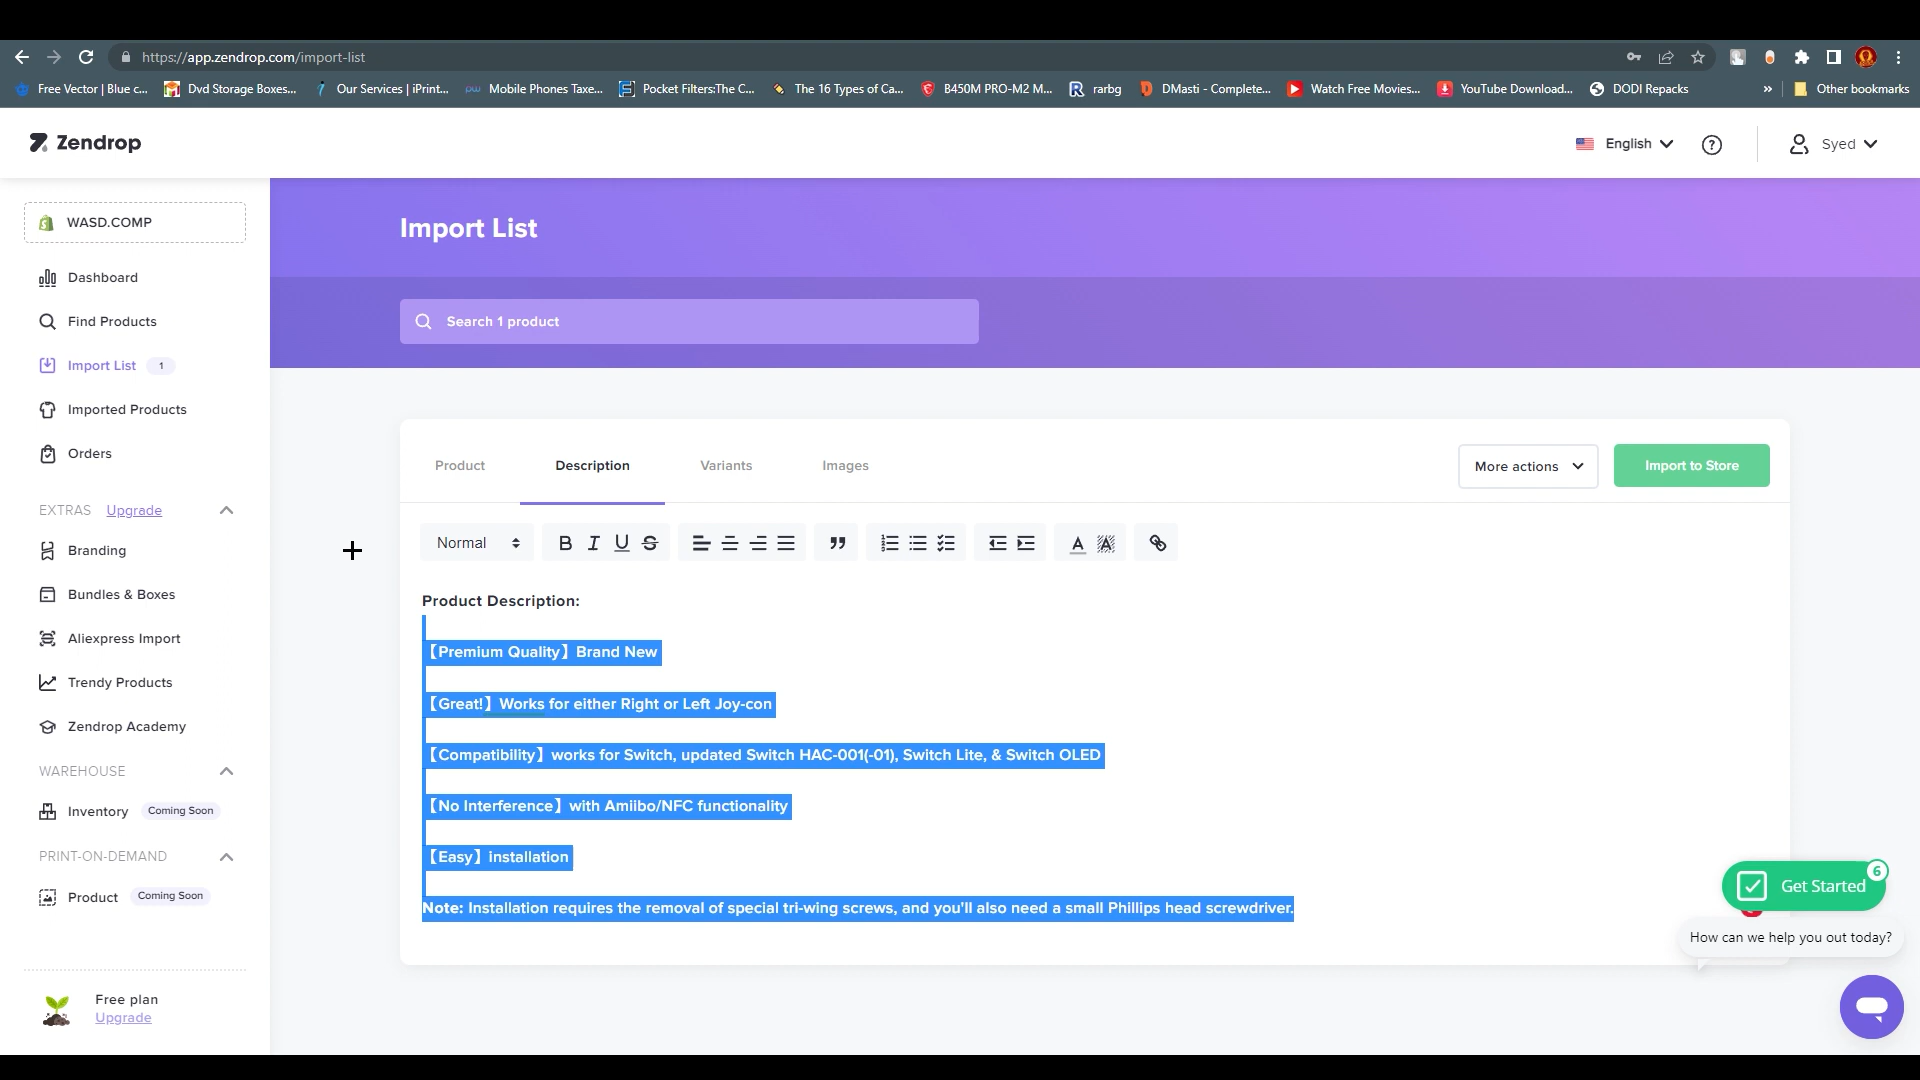 https://app.zendrop.com/import-list
Free Vector | Blue c...
Dvd Storage Boxes...
Our Services | iPrint...
Mobile Phones Taxe...
Pocket Filters:The C...
The 16 Types of Ca...
B450M PRO-M2 M...
rarbg
DMasti - Complete...
Watch Free Movies...
YouTube Download...
DODI Repacks
»
Other bookmarks
Zendrop
English
Syed
WASD.COMP
Import List
Dashboard
Find Products
Search 1 product
Import List 1
Imported Products
Orders
Product
Description
Variants
Images
More actions
Import to Store
EXTRAS Upgrade
Branding
Bundles & Boxes
Aliexpress Import
Trendy Products
Zendrop Academy
WAREHOUSE
Inventory Coming Soon
PRINT-ON-DEMAND
Product Coming Soon
Free plan
Upgrade
Normal
B I U S
Product Description:
【Premium Quality】Brand New
【Great!】Works for either Right or Left Joy-con
【Compatibility】works for Switch, updated Switch HAC-001(-01), Switch Lite, & Switch OLED
【No Interference】with Amiibo/NFC functionality
【Easy】installation
Note: Installation requires the removal of special tri-wing screws, and you'll also need a small Phillips head screwdriver.
Get Started 6
How can we help you out today?